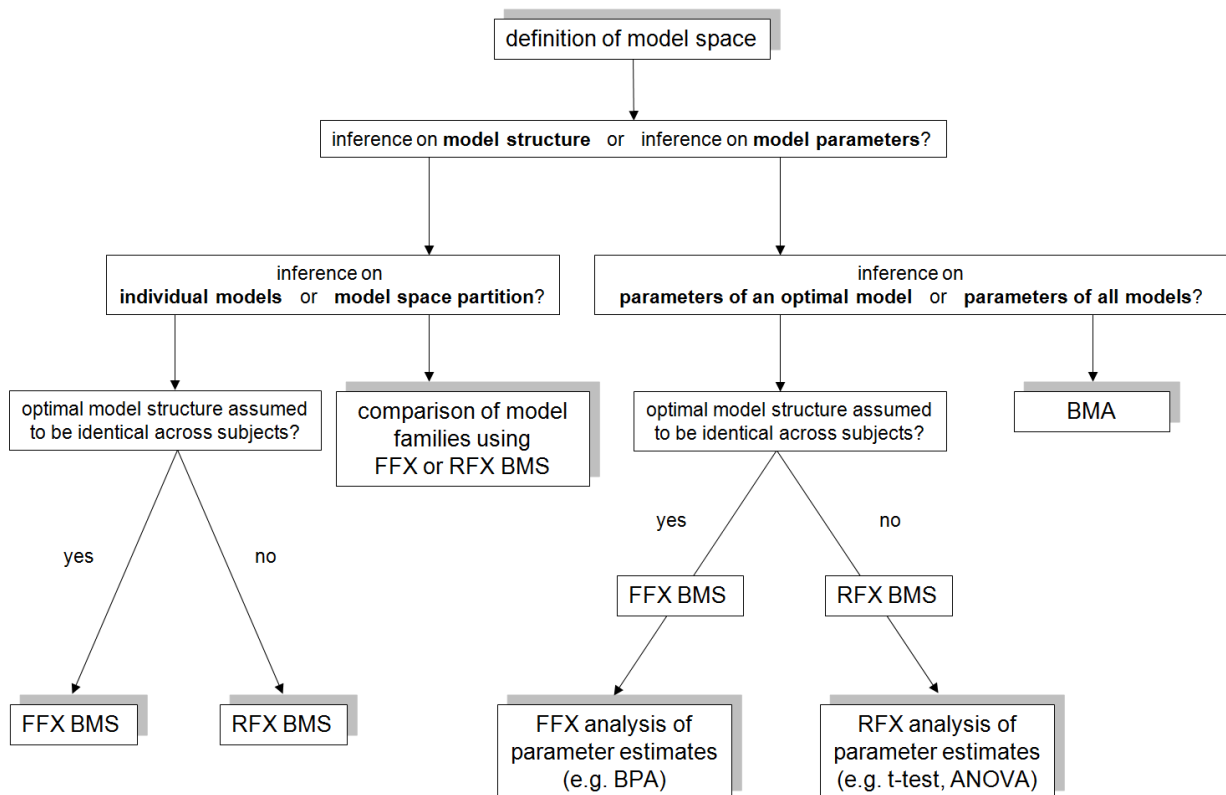 definition of model space
inference on model structure or inference on model parameters?
inference on
individual models or model space partition?
inference on
parameters of an optimal model or parameters of all models?
optimal model structure assumed
to be identical across subjects?
comparison of model
families using
FFX or RFX BMS
optimal model structure assumed
to be identical across subjects?
BMA
yes
no
yes
no
FFX BMS
RFX BMS
FFX BMS
RFX BMS
FFX analysis of
parameter estimates
(e.g. BPA)
RFX analysis of
parameter estimates
(e.g. t-test, ANOVA)